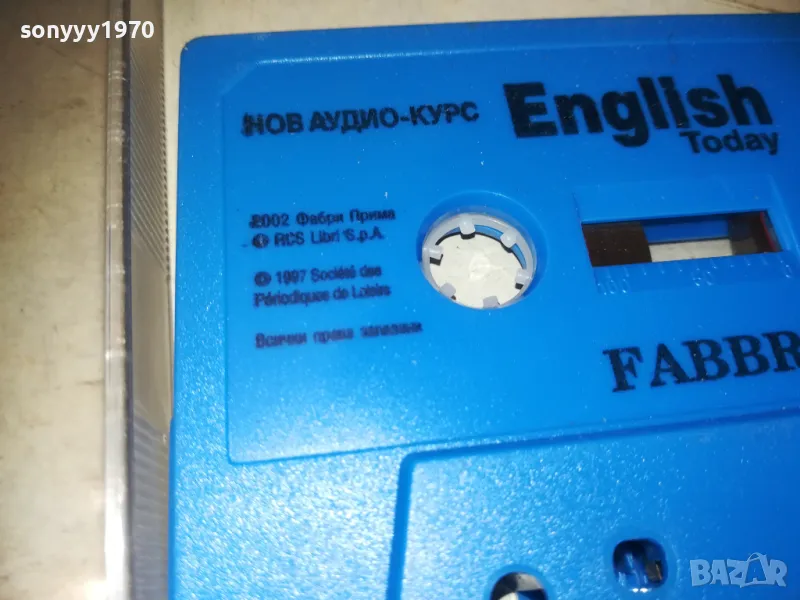 sonyyy1970
НОВ АУДИО-КУРС
English
Today
2002 Фабри Прима
© RCS Libri S.p.A.
© 1997 Société des
Périodiques de Loisirs
Всички права запазени
FABBR
BAZAR